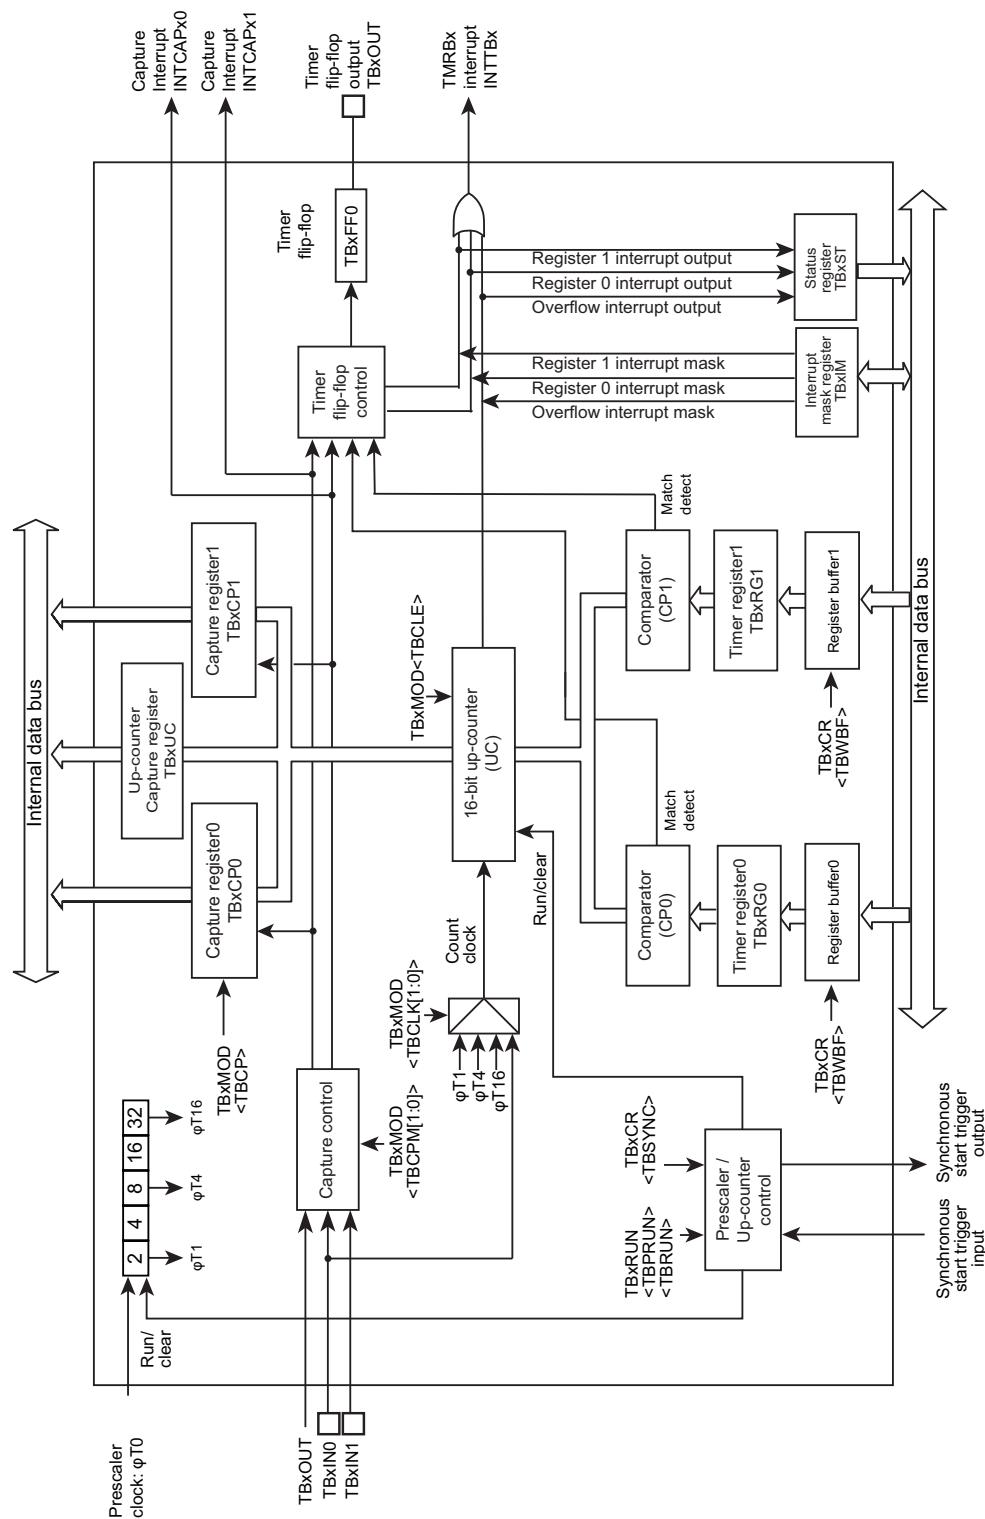 Prescaler
clock: φT0
Run/
clear
2
4
8
16
32
φT1
φT4
φT16
TBxMOD
<TBCP>
Internal data bus
Capture register0
TBxCP0
Up-counter
Capture register
TBxUC
Capture register1
TBxCP1
Capture
Interrupt
INTCAPx0
Capture
Interrupt
INTCAPx1
TBxOUT
TBxIN0
TBxIN1
Capture control
TBxMOD
<TBCPM[1:0]>
TBxMOD
<TBCLK[1:0]>
φT1
φT4
φT16
Count
clock
16-bit up-counter
(UC)
TBxMOD<TBCLE>
Timer
flip-flop
control
Timer
flip-flop
TBxFF0
Timer
flip-flop
output
TBxOUT
TMRBx
interrupt
INTTBx
Run/clear
Match
detect
Match
detect
Register 1 interrupt output
Register 0 interrupt output
Overflow interrupt output
Register 1 interrupt mask
Register 0 interrupt mask
Overflow interrupt mask
Status
register
TBxST
Interrupt
mask register
TBxIM
TBxRUN
<TBPRUN>
<TBRUN>
TBxCR
<TBSYNC>
Prescaler /
Up-counter
control
Comparator
(CP0)
Timer register0
TBxRG0
Register buffer0
TBxCR
<TBWBF>
Comparator
(CP1)
Timer register1
TBxRG1
Register buffer1
TBxCR
<TBWBF>
Internal data bus
Synchronous
start trigger
input
Synchronous
start trigger
output